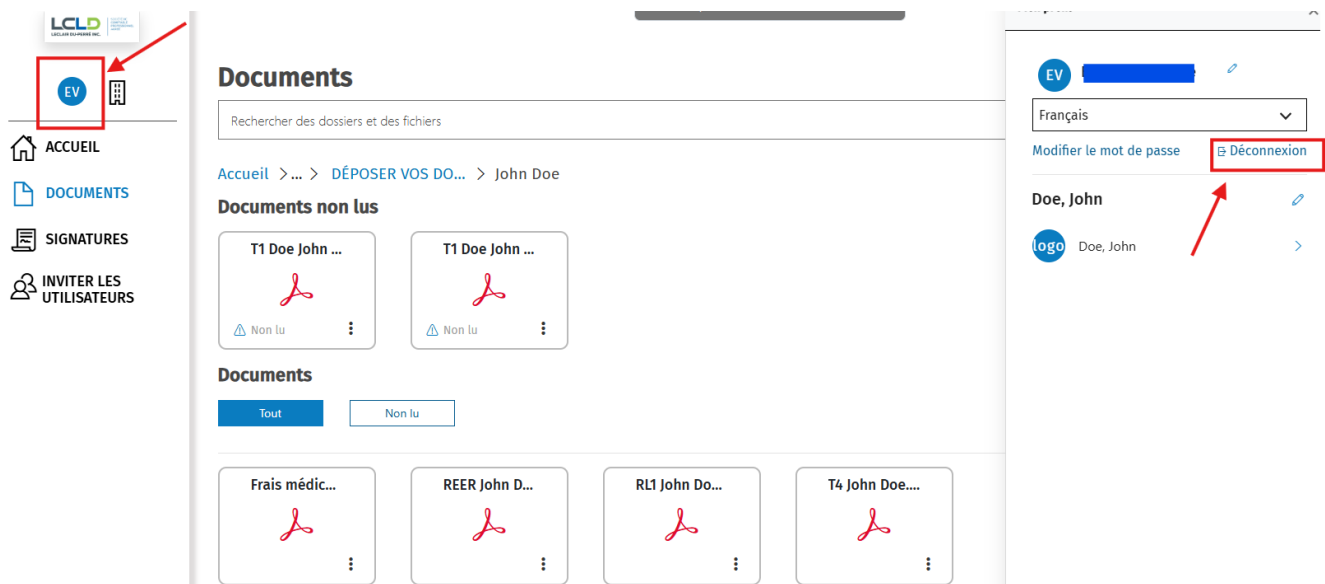 LCLD
LECLAIR DU-PERRÉ INC.
EV
ACCUEIL
DOCUMENTS
SIGNATURES
INVITER LES
UTILISATEURS
Documents
Rechercher des dossiers et des fichiers
Accueil > ... > DÉPOSER VOS DO... > John Doe
Documents non lus
T1 Doe John ...
T1 Doe John ...
Non lu
Non lu
Documents
Tout
Non lu
Frais médic...
REER John D...
RL1 John Do...
T4 John Doe....
EV
Français
Modifier le mot de passe
Déconnexion
Doe, John
logo
Doe, John